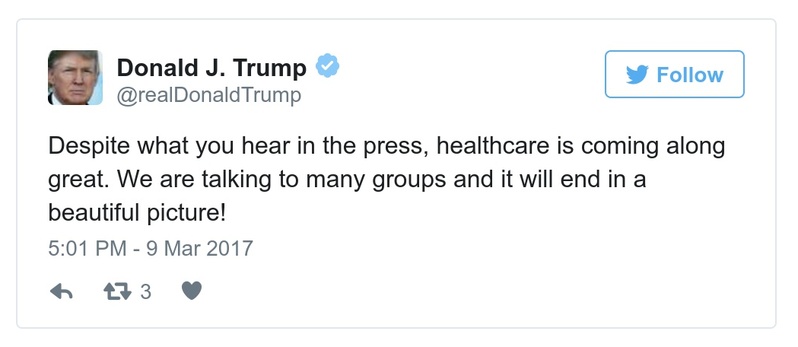 Donald J. Trump
@realDonaldTrump
Follow
Despite what you hear in the press, healthcare is coming along
great. We are talking to many groups and it will end in a
beautiful picture!
5:01 PM - 9 Mar 2017
3